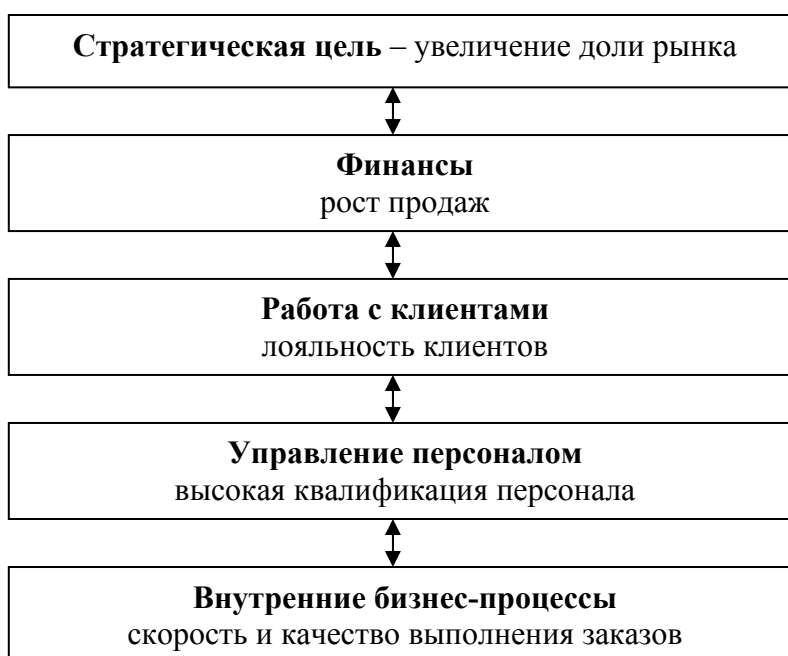 Стратегическая цель – увеличение доли рынка
Финансы
рост продаж
Работа с клиентами
лояльность клиентов
Управление персоналом
высокая квалификация персонала
Внутренние бизнес-процессы
скорость и качество выполнения заказов